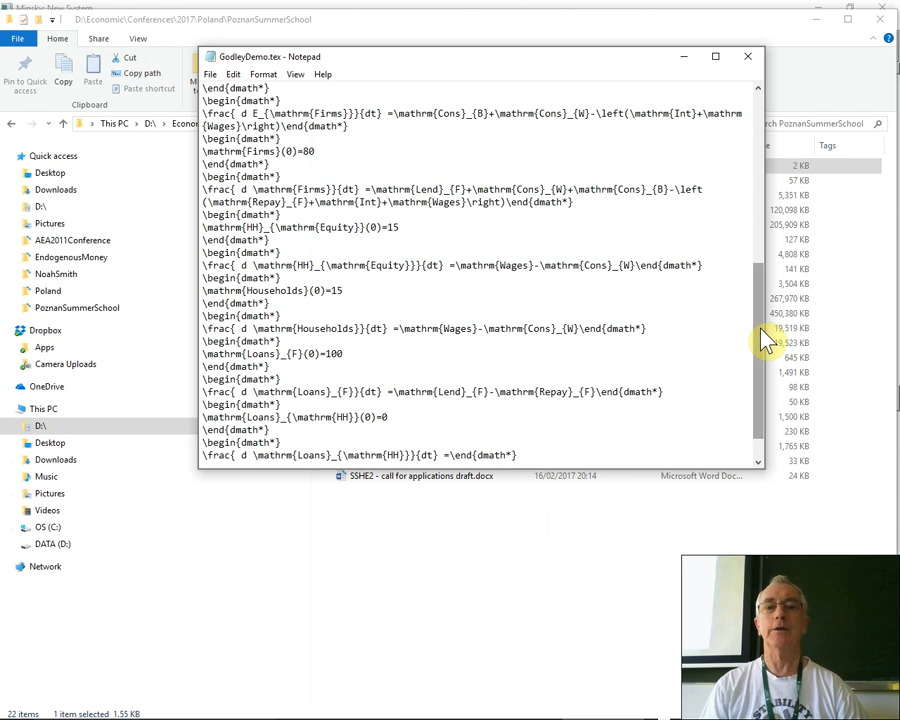 Minsky New System
D:\Economic\Conferences\2017\Poland\PoznanSummerSchool
File Home Share View
Pin to Quick access
Copy
Paste
Cut
Copy path
Paste shortcut
Clipboard
This PC D:\ Econo
rch PoznanSummerSchool
GodleyDemo.tex - Notepad
File Edit Format View Help
\end{dmath*}
\begin{dmath*}
\frac{ d E_{\mathrm{Firms}}}{dt} =\mathrm{Cons}_{B}+\mathrm{Cons}_{W}-\left(\mathrm{Int}+\mathrm
{Wages}\right)\end{dmath*}
\begin{dmath*}
\mathrm{Firms}(0)=80
\end{dmath*}
\begin{dmath*}
\frac{ d \mathrm{Firms}}{dt} =\mathrm{Lend}_{F}+\mathrm{Cons}_{W}+\mathrm{Cons}_{B}-\left
(\mathrm{Repay}_{F}+\mathrm{Int}+\mathrm{Wages}\right)\end{dmath*}
\begin{dmath*}
\mathrm{HH}_{\mathrm{Equity}}(0)=15
\end{dmath*}
\begin{dmath*}
\frac{ d \mathrm{HH}_{\mathrm{Equity}}}{dt} =\mathrm{Wages}-\mathrm{Cons}_{W}\end{dmath*}
\begin{dmath*}
\mathrm{Households}(0)=15
\end{dmath*}
\begin{dmath*}
\frac{ d \mathrm{Households}}{dt} =\mathrm{Wages}-\mathrm{Cons}_{W}\end{dmath*}
\begin{dmath*}
\mathrm{Loans}_{F}(0)=100
\end{dmath*}
\begin{dmath*}
\frac{ d \mathrm{Loans}_{F}}{dt} =\mathrm{Lend}_{F}-\mathrm{Repay}_{F}\end{dmath*}
\begin{dmath*}
\mathrm{Loans}_{\mathrm{HH}}(0)=0
\end{dmath*}
\begin{dmath*}
\frac{ d \mathrm{Loans}_{\mathrm{HH}}}{dt} =\end{dmath*}
Quick access
Desktop
Downloads
D:\
Pictures
AEA2011Conference
EndogenousMoney
NoahSmith
Poland
PoznanSummerSchool
Dropbox
Apps
Camera Uploads
OneDrive
This PC
D:\
Desktop
Downloads
Music
Pictures
Videos
OS (C:)
DATA (D:)
Network
Tags
2 KB
57 KB
5,351 KB
120,098 KB
205,909 KB
127 KB
4,808 KB
141 KB
3,504 KB
267,970 KB
450,380 KB
19,519 KB
645 KB
1,491 KB
98 KB
50 KB
1,500 KB
230 KB
1,765 KB
33 KB
SSHE2 - call for applications draft.docx 16/02/2017 20:14 Microsoft Word Doc... 24 KB
STABILITY
22 items 1 item selected 1.55 KB